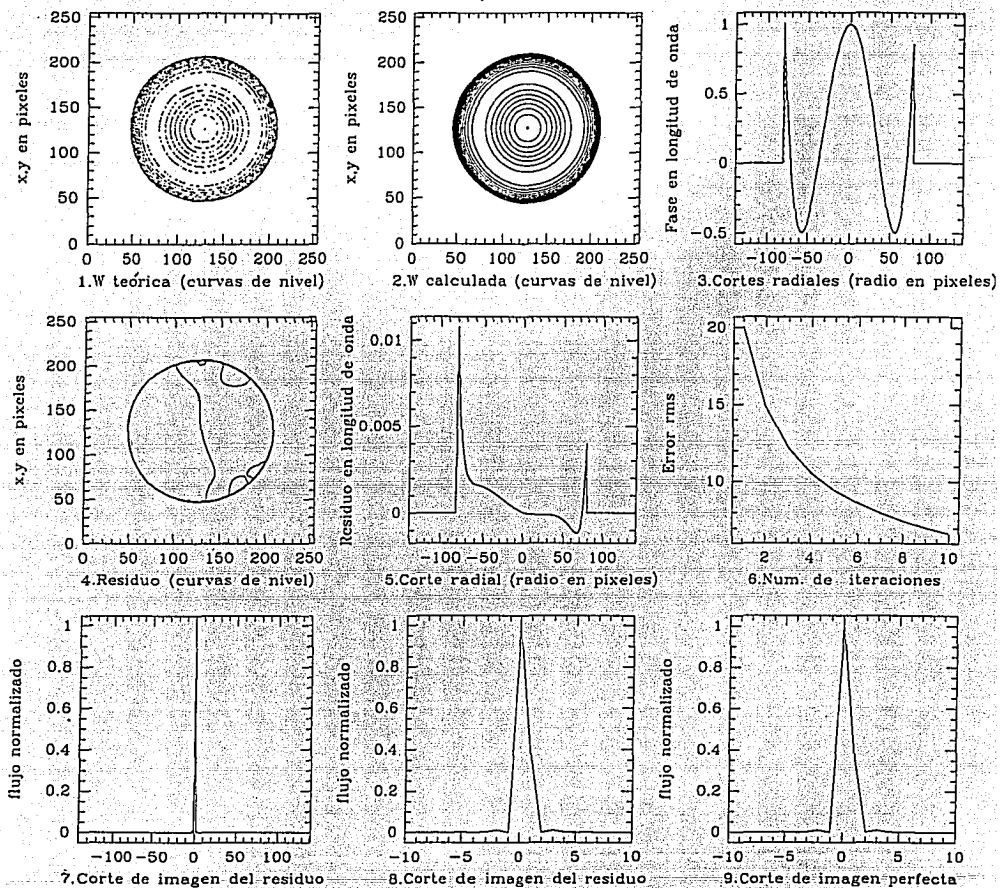 x,y en pixeles
250
200
150
100
50
0
0 50 100 150 200 250
1.W teórica (curvas de nivel)
x,y en pixeles
250
200
150
100
50
0
0 50 100 150 200 250
2.W calculada (curvas de nivel)
Fase en longitud de onda
1
0.5
0
−0.5
−100 −50 0 50 100
3.Cortes radiales (radio en pixeles)
x,y en pixeles
250
200
150
100
50
0
0 50 100 150 200 250
4.Residuo (curvas de nivel)
Residuo en longitud de onda
0.01
0.005
0
−100 −50 0 50 100
5.Corte radial (radio en pixeles)
Error rms
20
15
10
2 4 6 8 10
6.Num. de iteraciones
flujo normalizado
1
0.8
0.6
0.4
0.2
0
−100 −50 0 50 100
7.Corte de imagen del residuo
flujo normalizado
1
0.8
0.6
0.4
0.2
0
−10 −5 0 5 10
8.Corte de imagen del residuo
flujo normalizado
1
0.8
0.6
0.4
0.2
0
−10 −5 0 5 10
9.Corte de imagen perfecta